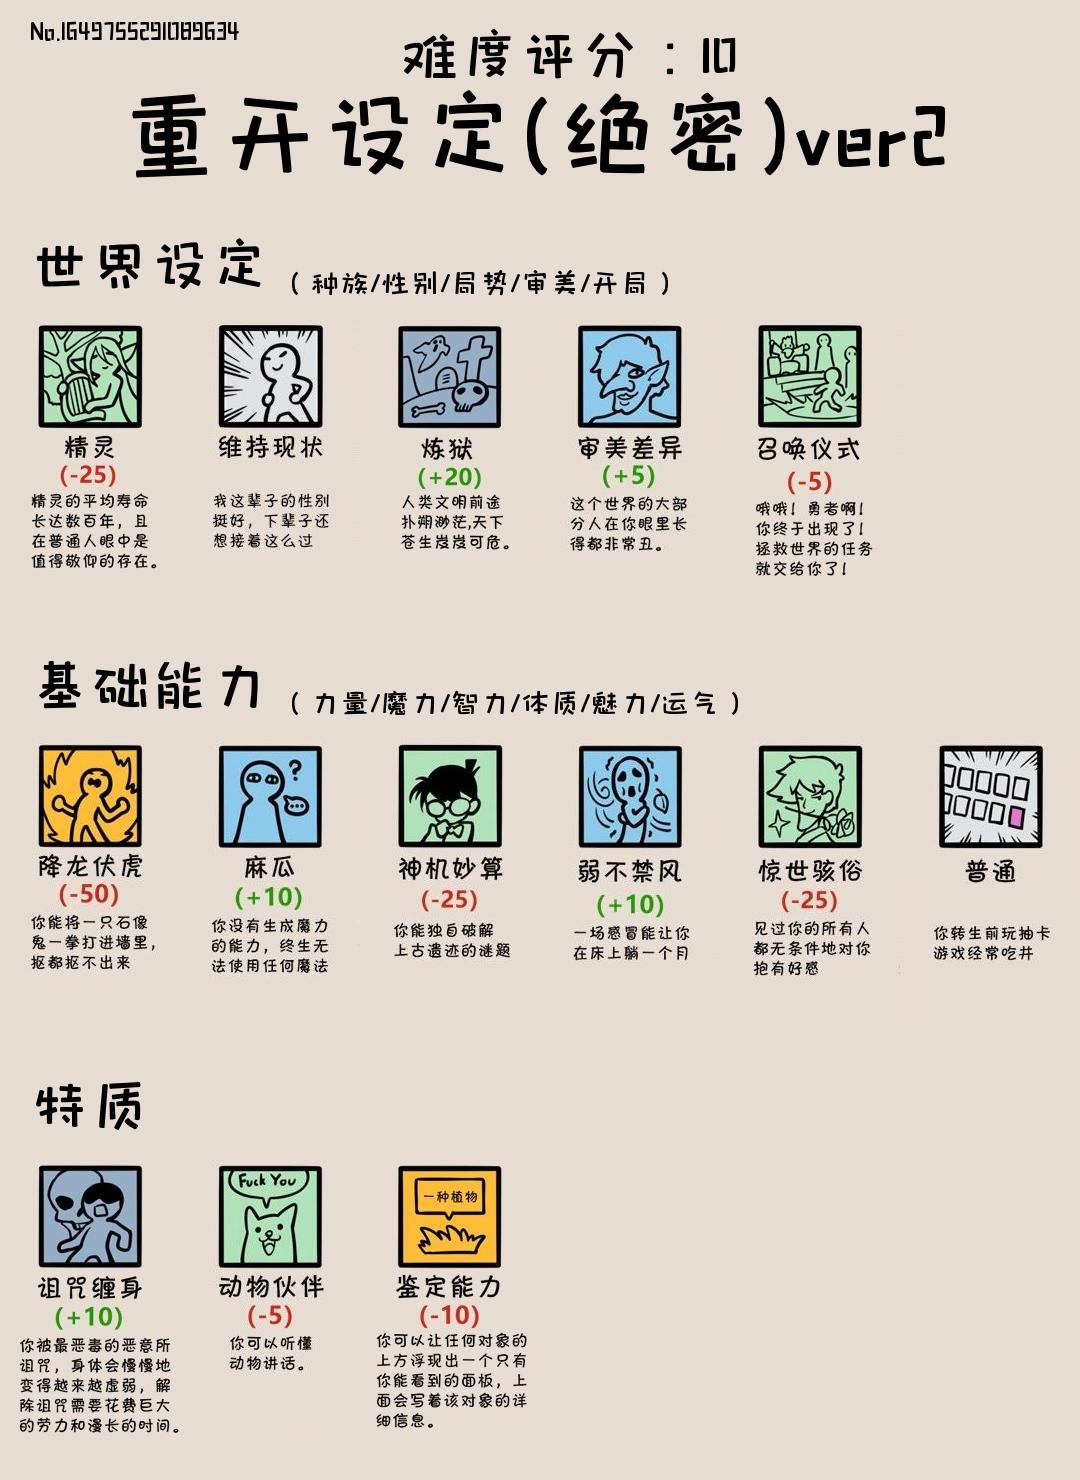 No.1649755291089634
难度评分：10
重开设定(绝密)ver2
世界设定 （种族/性别/局势/审美/开局）
精灵
(-25)
精灵的平均寿命
长达数百年，且
在普通人眼中是
值得敬仰的存在。
维持现状
我这辈子的性别
挺好，下辈子还
想接着这么过
炼狱
(+20)
人类文明前途
扑朔渺茫,天下
苍生岌岌可危。
审美差异
(+5)
这个世界的大部
分人在你眼里长
得都非常丑。
召唤仪式
(-5)
哦哦！勇者啊！
你终于出现了！
拯救世界的任务
就交给你了！
基础能力 （力量/魔力/智力/体质/魅力/运气）
降龙伏虎
(-50)
你能将一只石像
鬼一拳打进墙里，
抠都抠不出来
?
麻瓜
(+10)
你没有生成魔力
的能力，终生无
法使用任何魔法
神机妙算
(-25)
你能独自破解
上古遗迹的谜题
弱不禁风
(+10)
一场感冒能让你
在床上躺一个月
惊世骇俗
(-25)
见过你的所有人
都无条件地对你
抱有好感
普通
你转生前玩抽卡
游戏经常吃井
特质
诅咒缠身
(+10)
你被最恶毒的恶意所
诅咒，身体会慢慢地
变得越来越虚弱，解
除诅咒需要花费巨大
的劳力和漫长的时间。
Fuck You
动物伙伴
(-5)
你可以听懂
动物讲话。
一种植物
鉴定能力
(-10)
你可以让任何对象的
上方浮现出一个只有
你能看到的面板，上
面会写着该对象的详
细信息。